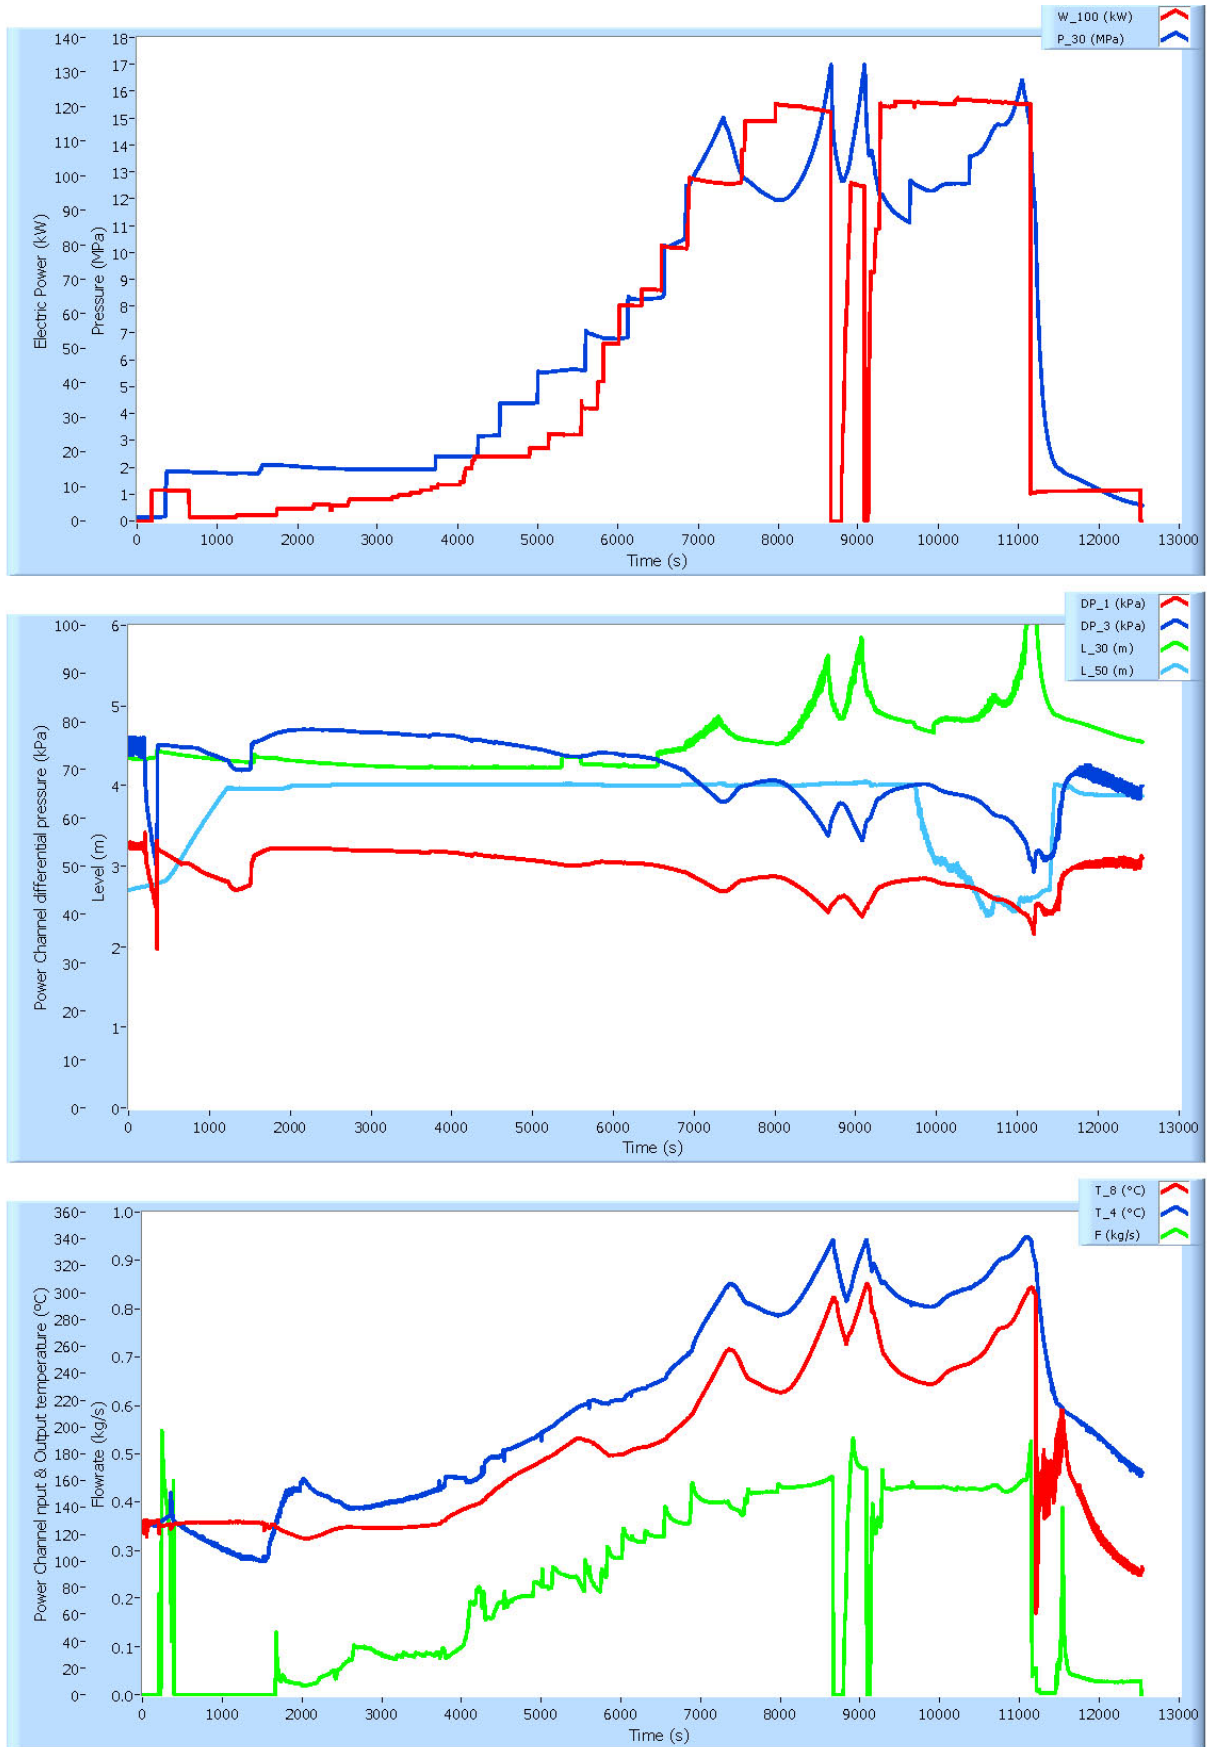 W_100 (kW)
P_30 (MPa)
140- 18-
130- 17-
16-
120-
15-
110- 14-
100- 13-
12-
90-
11-
80- 10-
70- 9-
8-
60-
7-
50- 6-
40- 5-
4-
30-
3-
20- 2-
10- 1-
0- 0-
Electric Power (kW)
Pressure (MPa)
0 1000 2000 3000 4000 5000 6000 7000 8000 9000 10000 11000 12000 13000
Time (s)
DP_1 (kPa)
DP_3 (kPa)
L_30 (m)
L_50 (m)
100- 6-
90-
5-
80-
70- 4-
60-
50- 3-
40-
2-
30-
20- 1-
10-
0- 0-
Power Channel differential pressure (kPa)
Level (m)
0 1000 2000 3000 4000 5000 6000 7000 8000 9000 10000 11000 12000 13000
Time (s)
T_8 (°C)
T_4 (°C)
F (kg/s)
360- 1.0-
340-
0.9-
320-
300- 0.8-
280-
260- 0.7-
240-
220- 0.6-
200-
180- 0.5-
160-
140- 0.4-
120- 0.3-
100-
80- 0.2-
60-
40- 0.1-
20-
0- 0.0-
Power Channel Input & Output temperature (ºC)
Flowrate (kg/s)
0 1000 2000 3000 4000 5000 6000 7000 8000 9000 10000 11000 12000 13000
Time (s)